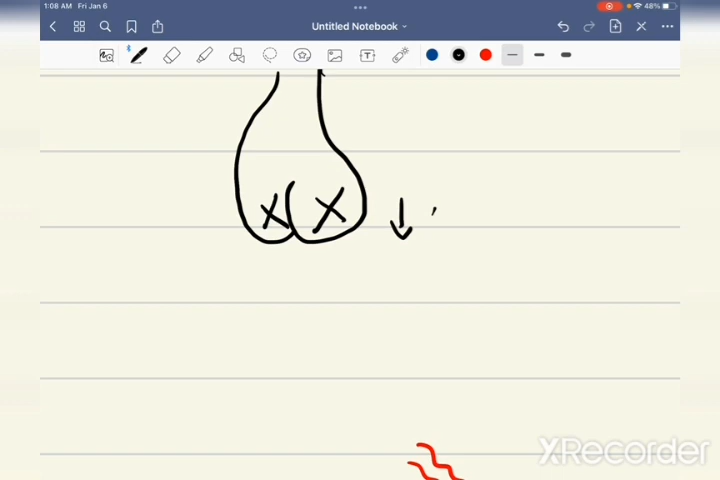 1:08 AM Fri Jan 6
48%
Untitled Notebook
T
X X ↓
XRecorder